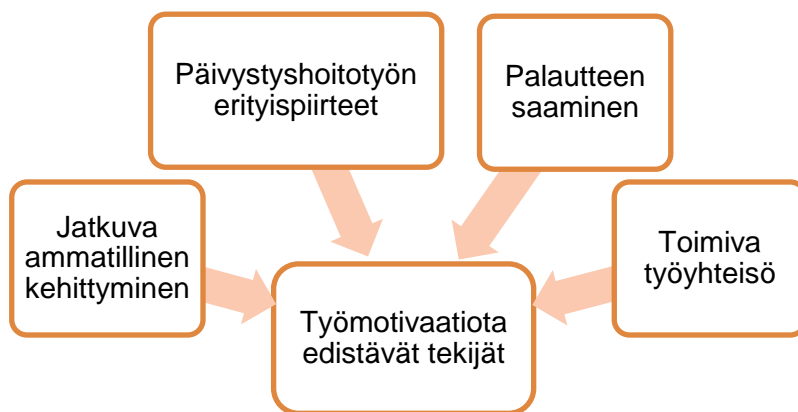 Päivystyshoitotyön
erityispiirteet
Palautteen
saaminen
Jatkuva
ammatillinen
kehittyminen
Toimiva
työyhteisö
Työmotivaatiota
edistävät tekijät